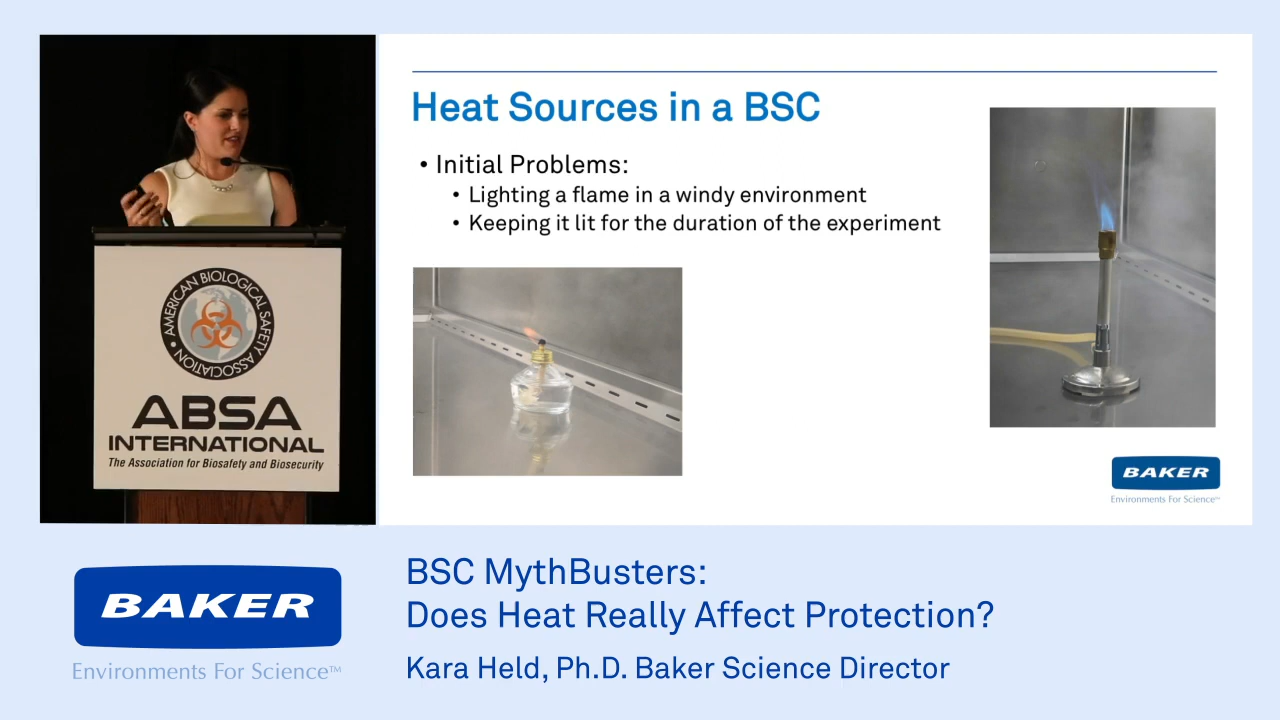 Heat Sources in a BSC
• Initial Problems:
• Lighting a flame in a windy environment
• Keeping it lit for the duration of the experiment
AMERICAN BIOLOGICAL SAFETY ASSOCIATION •
ABSA
INTERNATIONAL
The Association for Biosafety and Biosecurity
BAKER
Environments For Science™
BAKER
Environments For Science™
BSC MythBusters:
Does Heat Really Affect Protection?
Kara Held, Ph.D. Baker Science Director